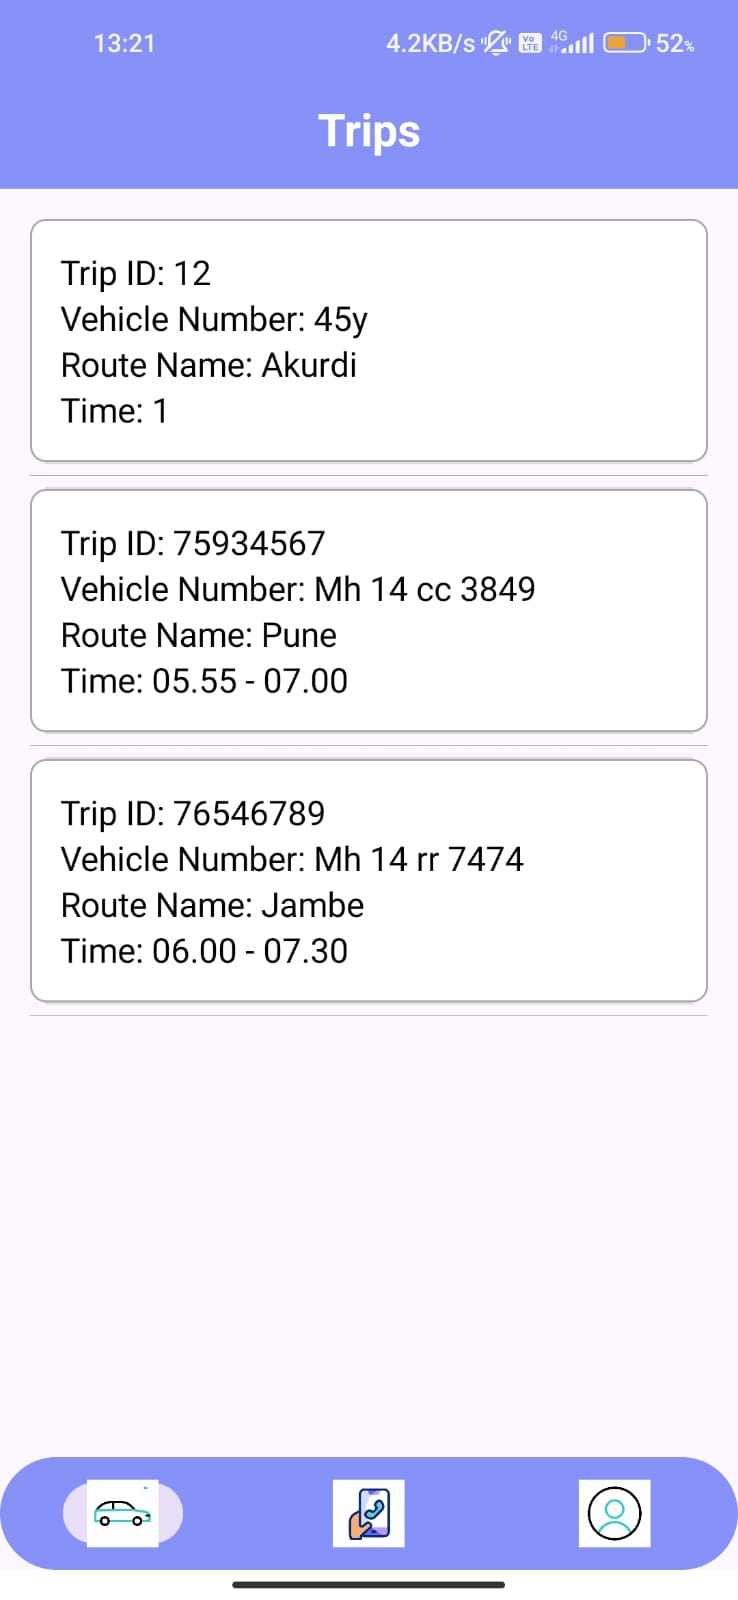 13:21
4.2KB/s Vo LTE 4G 52%
Trips
Trip ID: 12
Vehicle Number: 45y
Route Name: Akurdi
Time: 1
Trip ID: 75934567
Vehicle Number: Mh 14 cc 3849
Route Name: Pune
Time: 05.55 - 07.00
Trip ID: 76546789
Vehicle Number: Mh 14 rr 7474
Route Name: Jambe
Time: 06.00 - 07.30